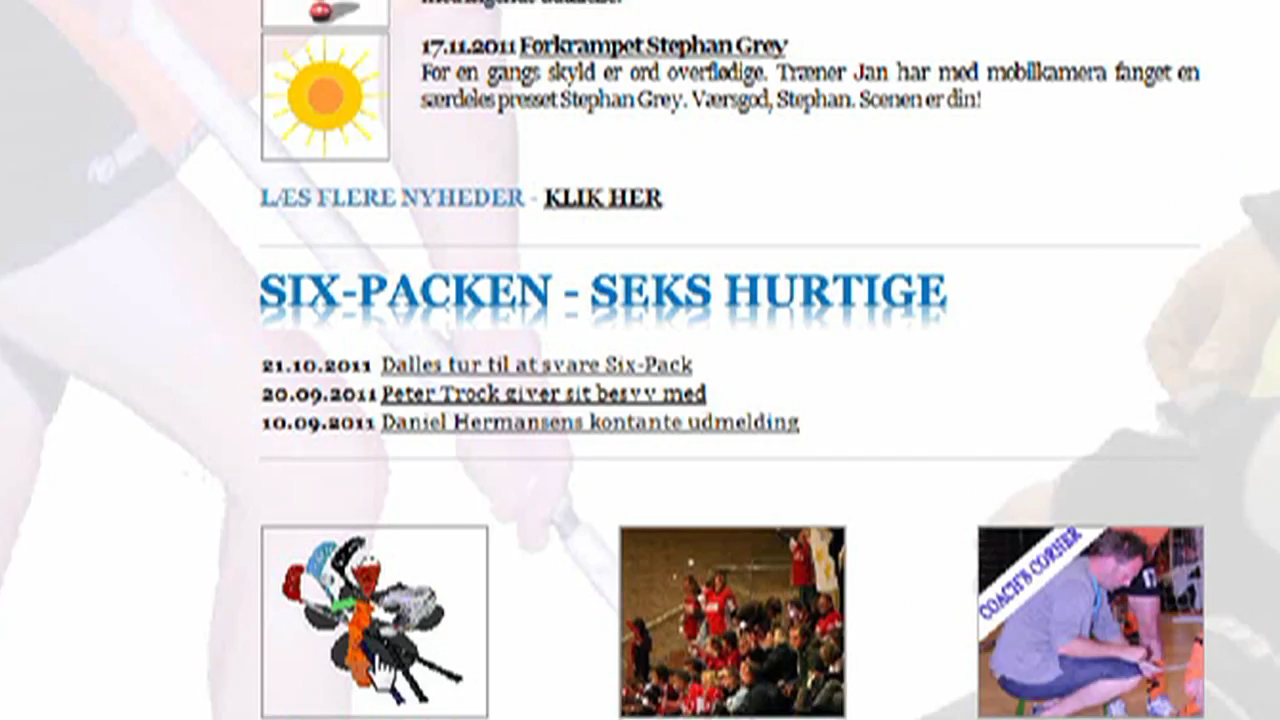 17.11.2011 Forkrampet Stephan Grey
For en gangs skyld er ord overflødige. Træner Jan har med mobilkamera fanget en
særdeles presset Stephan Grey. Værsgod, Stephan. Scenen er din!
LÆS FLERE NYHEDER - KLIK HER
SIX-PACKEN - SEKS HURTIGE
21.10.2011 Dalles tur til at svare Six-Pack
20.09.2011 Peter Trock giver sit besyv med
10.09.2011 Daniel Hermansens kontante udmelding
COACH'S CORNER